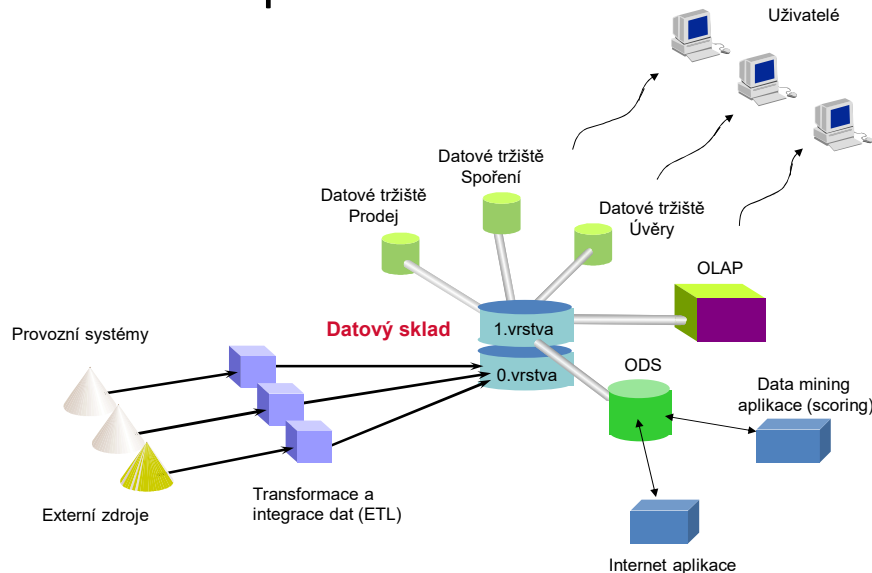 Uživatelé
Datové tržiště
Spoření
Datové tržiště
Prodej
Datové tržiště
Úvěry
OLAP
Datový sklad
1.vrstva
0.vrstva
Provozní systémy
ODS
Data mining
aplikace (scoring)
Transformace a
integrace dat (ETL)
Externí zdroje
Internet aplikace